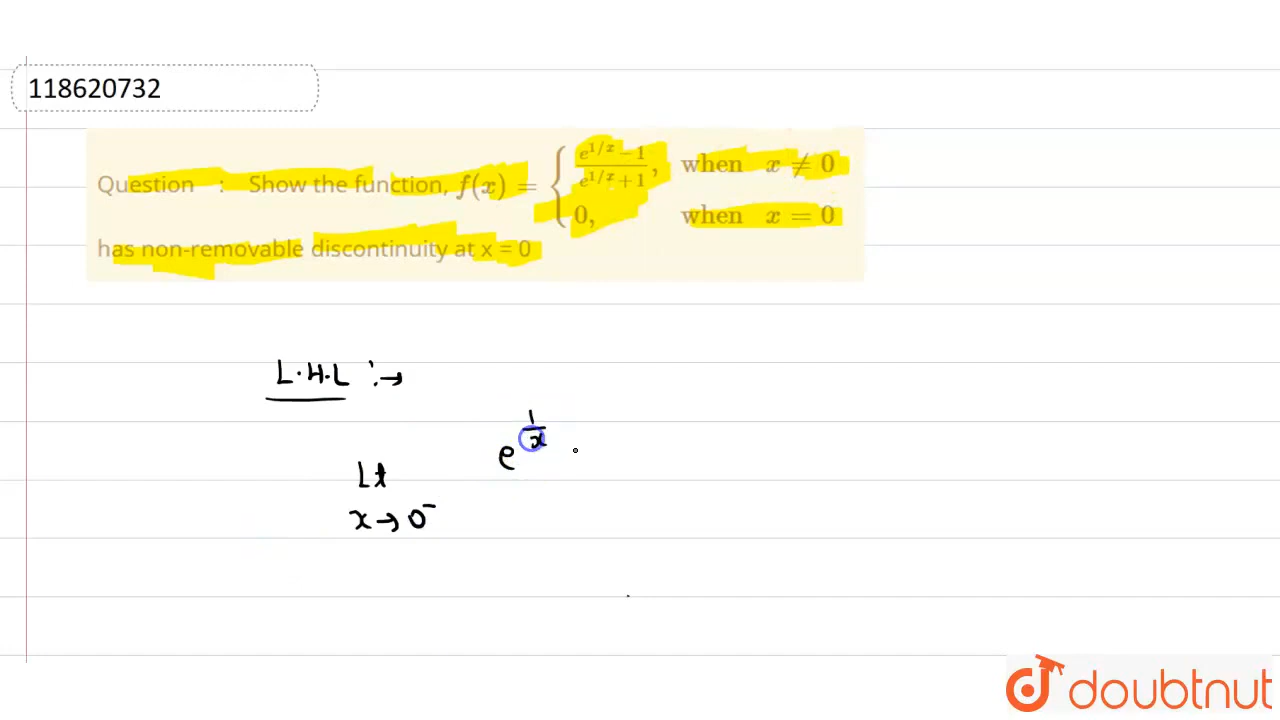 118620732
Question : Show the function, f(x) = { (e^{1/x} − 1)/(e^{1/x} + 1), when x ≠ 0
0, when x = 0
has non-removable discontinuity at x = 0
L.H.L :→
e^{1/x}
Lt
x→0⁻
doubtnut